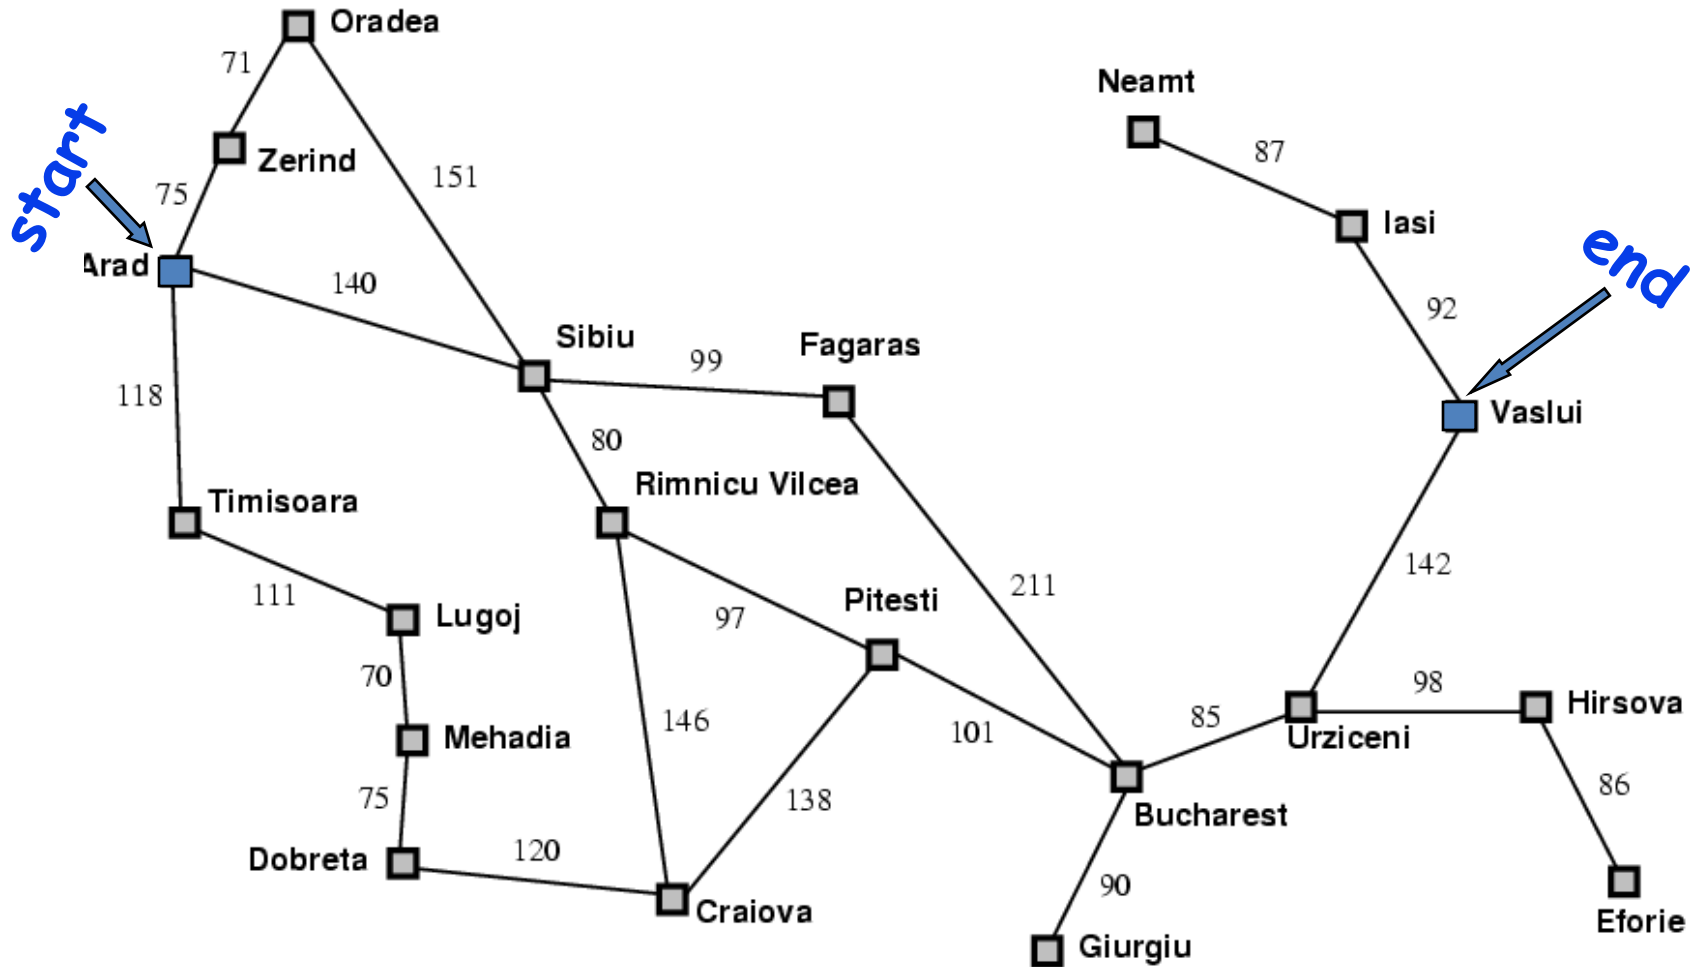 Oradea
71
Neamt
start
Zerind
87
75
151
Iasi
end
Arad
140
92
Sibiu
Fagaras
99
118
Vaslui
80
Rimnicu Vilcea
Timisoara
142
111
211
Pitesti
97
Lugoj
70
98
Hirsova
146
85
101
Urziceni
Mehadia
86
75
138
Bucharest
120
Dobreta
90
Craiova
Eforie
Giurgiu